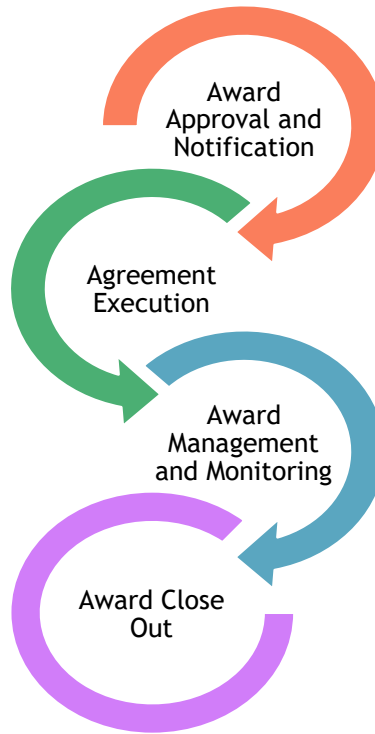 Award
Approval and
Notification
Agreement
Execution
Award
Management
and Monitoring
Award Close
Out